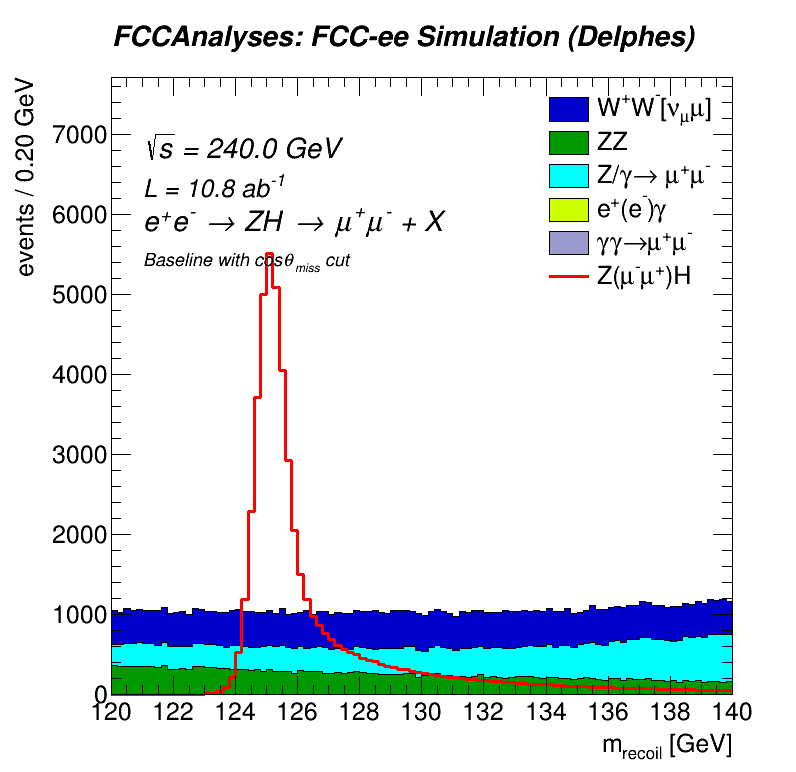 FCCAnalyses: FCC-ee Simulation (Delphes)
events / 0.20 GeV
7000
6000
5000
4000
3000
2000
1000
0
√s = 240.0 GeV
L = 10.8 ab⁻¹
e⁺e⁻ → ZH → μ⁺μ⁻ + X
Baseline with cosθ_miss cut
W⁺W⁻[ν_μμ]
ZZ
Z/γ→ μ⁺μ⁻
e⁺(e⁻)γ
γγ→μ⁺μ⁻
Z(μ⁻μ⁺)H
120 122 124 126 128 130 132 134 136 138 140
m_recoil [GeV]